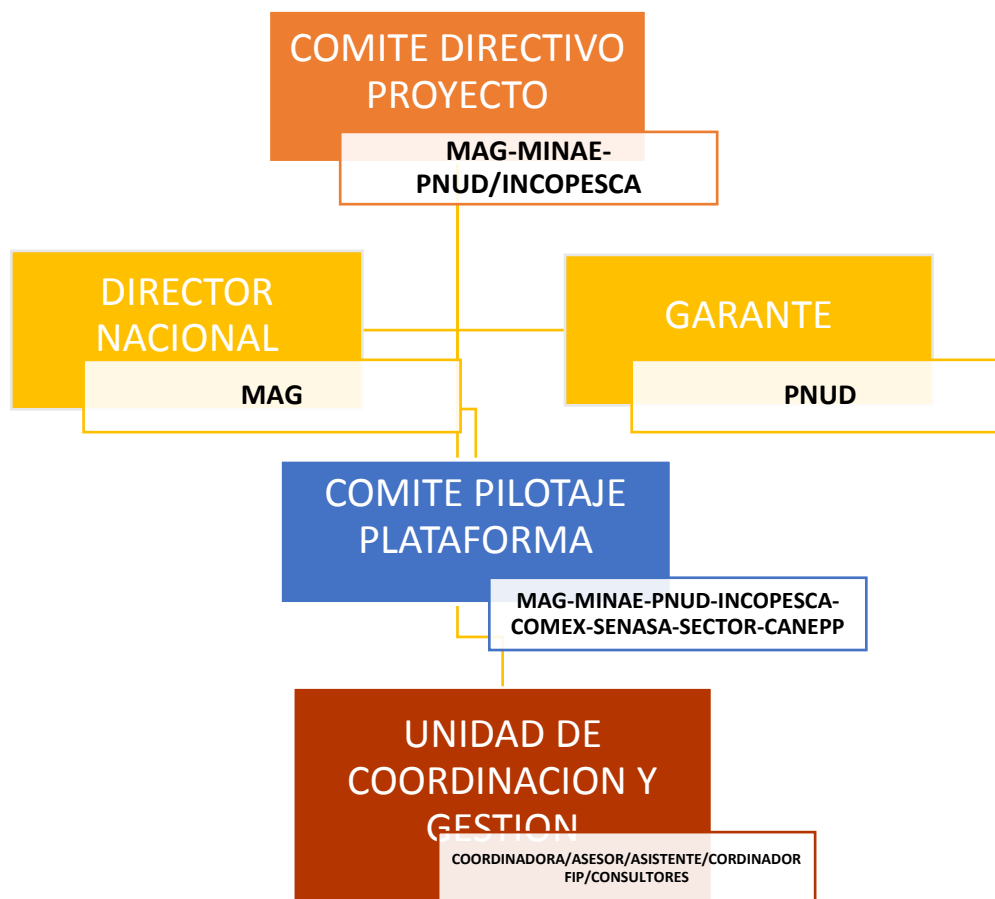 COMITE DIRECTIVO
PROYECTO
MAG-MINAE-
PNUD/INCOPESCA
DIRECTOR
NACIONAL
MAG
GARANTE
PNUD
COMITE PILOTAJE
PLATAFORMA
MAG-MINAE-PNUD-INCOPESCA-
COMEX-SENASA-SECTOR-CANEPP
UNIDAD DE
COORDINACION Y
GESTION
COORDINADORA/ASESOR/ASISTENTE/CORDINADOR
FIP/CONSULTORES